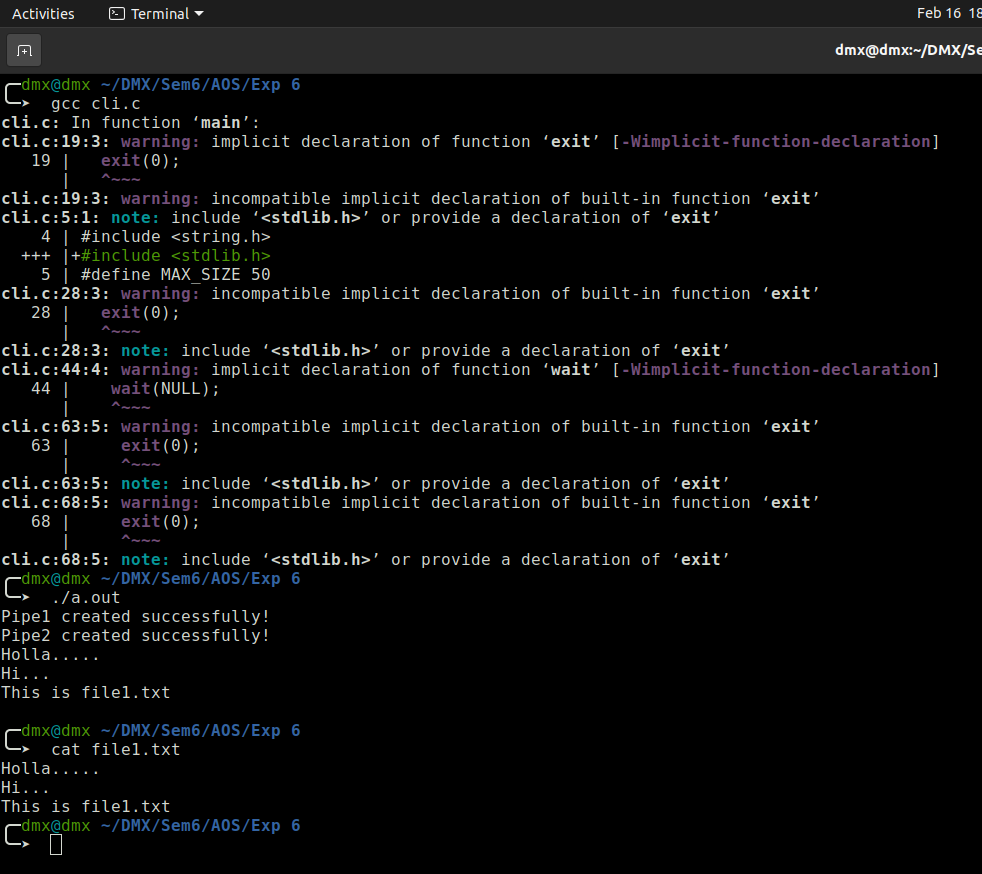 Activities
Terminal
Feb 16 18
dmx@dmx:~/DMX/Se
dmx@dmx ~/DMX/Sem6/AOS/Exp 6
gcc cli.c
cli.c: In function ‘main’:
cli.c:19:3: warning: implicit declaration of function ‘exit’ [-Wimplicit-function-declaration]
   19 |   exit(0);
      |   ^~~~
cli.c:19:3: warning: incompatible implicit declaration of built-in function ‘exit’
cli.c:5:1: note: include ‘<stdlib.h>’ or provide a declaration of ‘exit’
    4 | #include <string.h>
  +++ |+#include <stdlib.h>
    5 | #define MAX_SIZE 50
cli.c:28:3: warning: incompatible implicit declaration of built-in function ‘exit’
   28 |   exit(0);
      |   ^~~~
cli.c:28:3: note: include ‘<stdlib.h>’ or provide a declaration of ‘exit’
cli.c:44:4: warning: implicit declaration of function ‘wait’ [-Wimplicit-function-declaration]
   44 |    wait(NULL);
      |    ^~~~
cli.c:63:5: warning: incompatible implicit declaration of built-in function ‘exit’
   63 |     exit(0);
      |     ^~~~
cli.c:63:5: note: include ‘<stdlib.h>’ or provide a declaration of ‘exit’
cli.c:68:5: warning: incompatible implicit declaration of built-in function ‘exit’
   68 |     exit(0);
      |     ^~~~
cli.c:68:5: note: include ‘<stdlib.h>’ or provide a declaration of ‘exit’
dmx@dmx ~/DMX/Sem6/AOS/Exp 6
./a.out
Pipe1 created successfully!
Pipe2 created successfully!
Holla.....
Hi...
This is file1.txt
dmx@dmx ~/DMX/Sem6/AOS/Exp 6
cat file1.txt
Holla.....
Hi...
This is file1.txt
dmx@dmx ~/DMX/Sem6/AOS/Exp 6